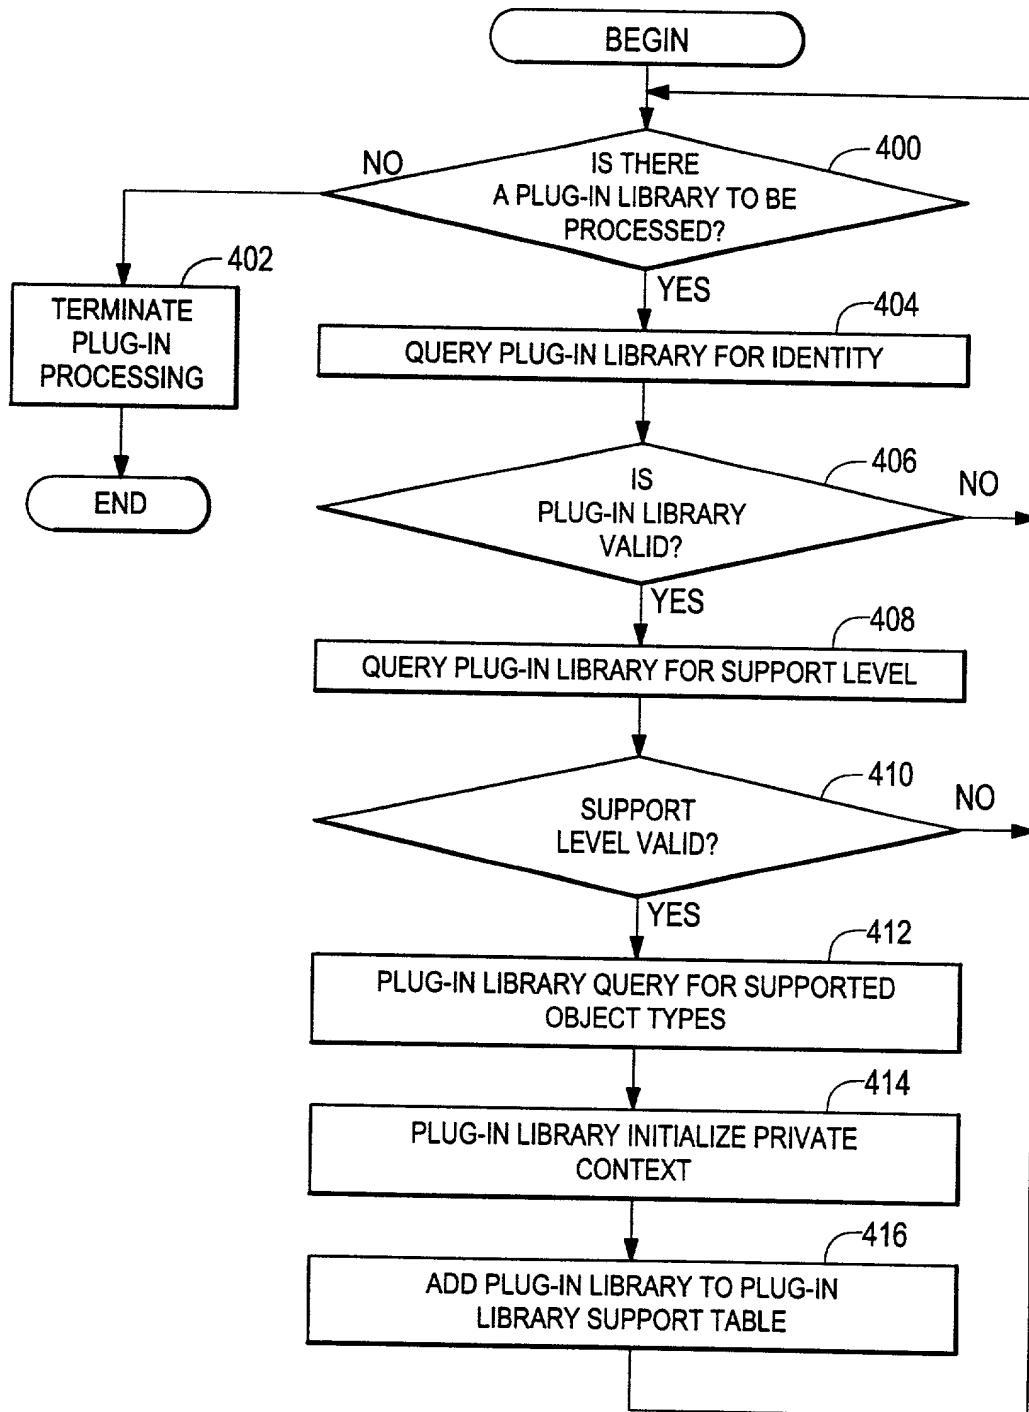 BEGIN
400
NO
IS THERE
A PLUG-IN LIBRARY TO BE
PROCESSED?
402
YES
TERMINATE
PLUG-IN
PROCESSING
404
QUERY PLUG-IN LIBRARY FOR IDENTITY
END
406
NO
IS
PLUG-IN LIBRARY
VALID?
YES
408
QUERY PLUG-IN LIBRARY FOR SUPPORT LEVEL
410
NO
SUPPORT
LEVEL VALID?
YES
412
PLUG-IN LIBRARY QUERY FOR SUPPORTED
OBJECT TYPES
414
PLUG-IN LIBRARY INITIALIZE PRIVATE
CONTEXT
416
ADD PLUG-IN LIBRARY TO PLUG-IN
LIBRARY SUPPORT TABLE